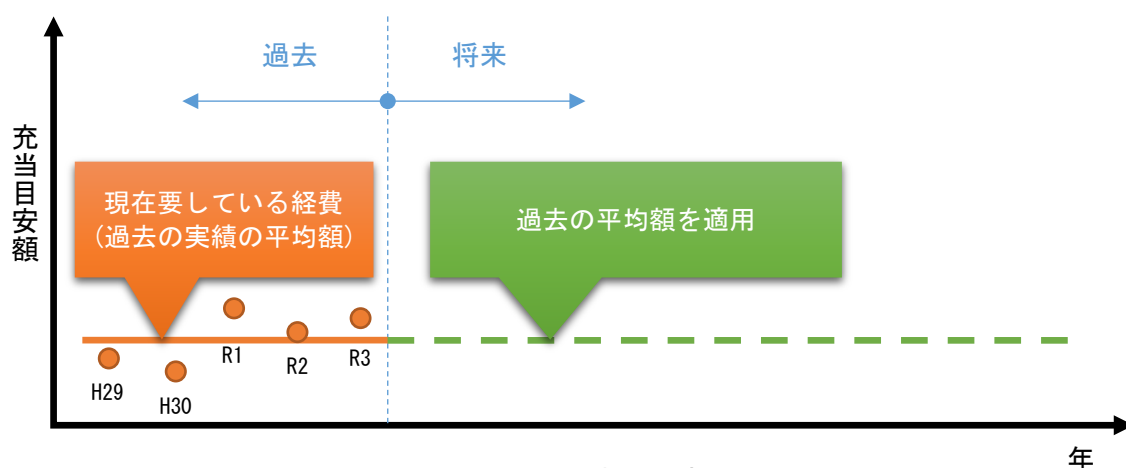 過去
将来
充当目安額
現在要している経費
(過去の実績の平均額)
過去の平均額を適用
H29
H30
R1
R2
R3
年